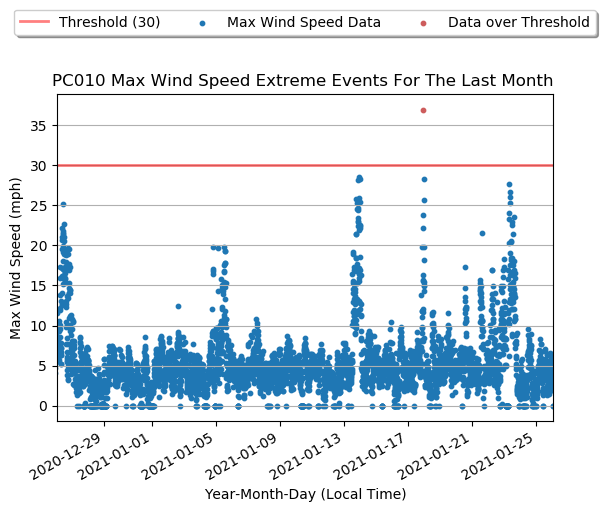 Threshold (30) Max Wind Speed Data Data over Threshold
PC010 Max Wind Speed Extreme Events For The Last Month
35
30
25
20
15
10
5
0
Max Wind Speed (mph)
2020-12-29 2021-01-01 2021-01-05 2021-01-09 2021-01-13 2021-01-17 2021-01-21 2021-01-25
Year-Month-Day (Local Time)